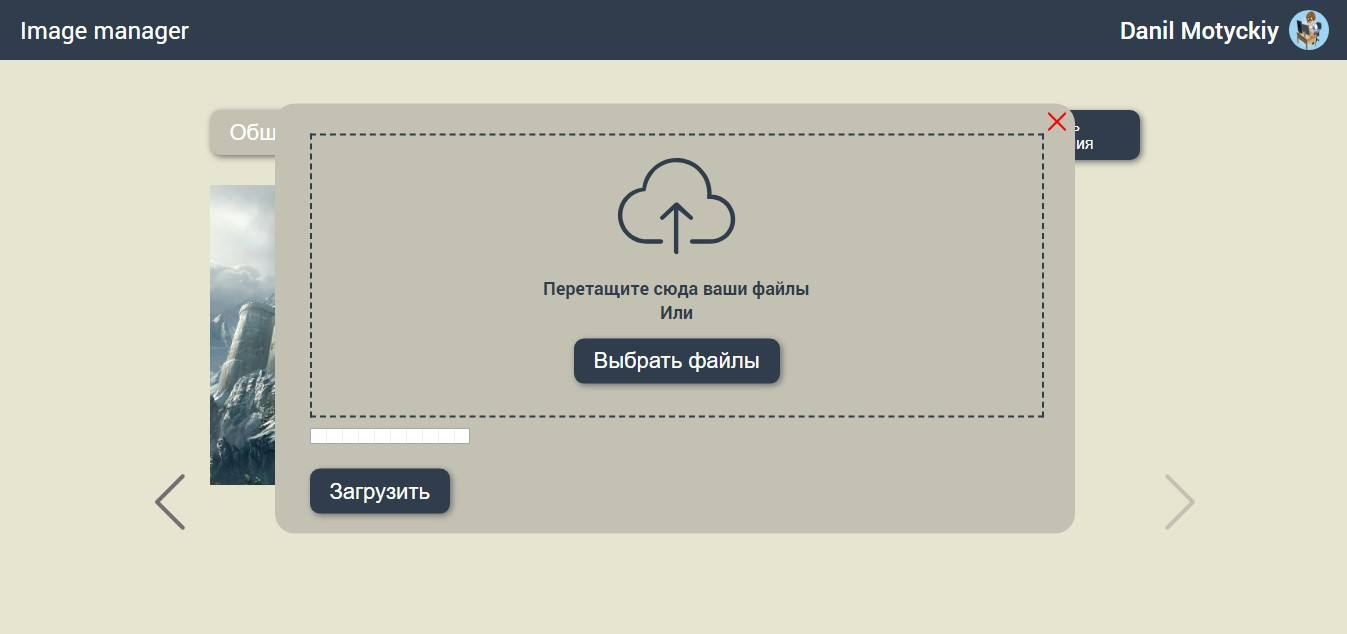 Image manager
Danil Motyckiy
Перетащите сюда ваши файлы
Или
Выбрать файлы
Загрузить